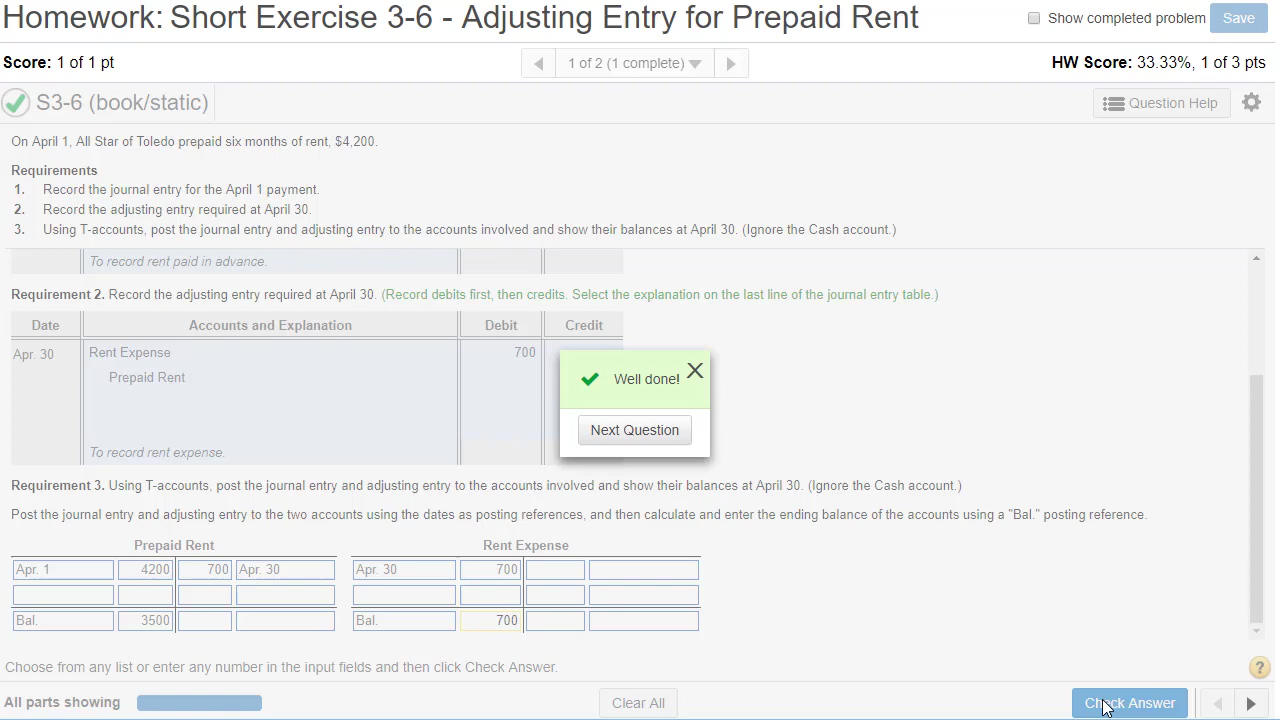 Homework: Short Exercise 3-6 - Adjusting Entry for Prepaid Rent
Show completed problem
Save
Score: 1 of 1 pt
1 of 2 (1 complete)
HW Score: 33.33%, 1 of 3 pts
S3-6 (book/static)
Question Help
On April 1, All Star of Toledo prepaid six months of rent, $4,200.
Requirements
1. Record the journal entry for the April 1 payment.
2. Record the adjusting entry required at April 30.
3. Using T-accounts, post the journal entry and adjusting entry to the accounts involved and show their balances at April 30. (Ignore the Cash account.)
To record rent paid in advance.
Requirement 2. Record the adjusting entry required at April 30. (Record debits first, then credits. Select the explanation on the last line of the journal entry table.)
Date Accounts and Explanation Debit Credit
Apr. 30 Rent Expense 700
Prepaid Rent
To record rent expense.
Well done!
Next Question
Requirement 3. Using T-accounts, post the journal entry and adjusting entry to the accounts involved and show their balances at April 30. (Ignore the Cash account.)
Post the journal entry and adjusting entry to the two accounts using the dates as posting references, and then calculate and enter the ending balance of the accounts using a "Bal." posting reference.
Prepaid Rent Rent Expense
Apr. 1 4200 700 Apr. 30 Apr. 30 700
Bal. 3500 Bal. 700
Choose from any list or enter any number in the input fields and then click Check Answer.
?
All parts showing
Clear All
Check Answer